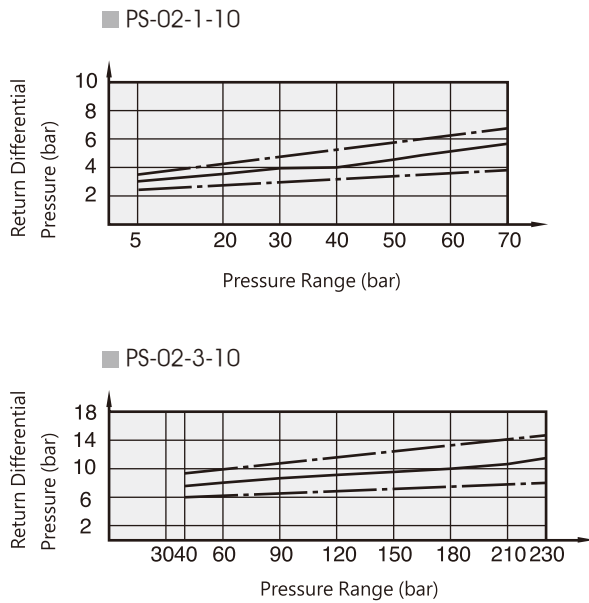 PS-02-1-10
10
8
6
4
2
Return Differential
Pressure (bar)
5 20 30 40 50 60 70
Pressure Range (bar)
PS-02-3-10
18
14
10
6
2
Return Differential
Pressure (bar)
30 40 60 90 120 150 180 210 230
Pressure Range (bar)